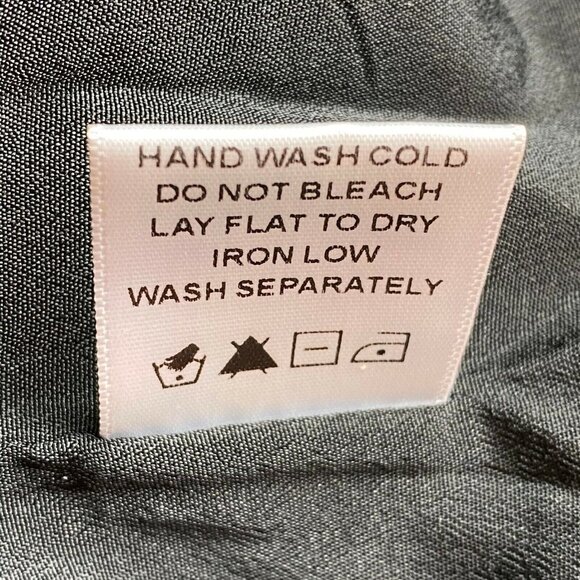 HAND WASH COLD
DO NOT BLEACH
LAY FLAT TO DRY
IRON LOW
WASH SEPARATELY